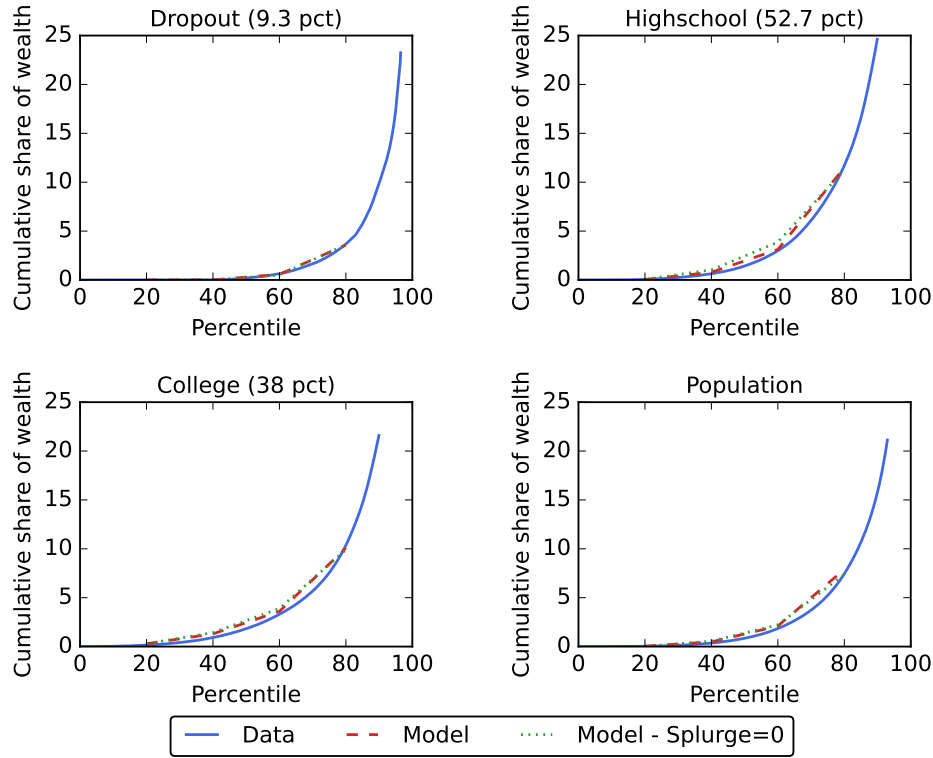 Dropout (9.3 pct)
Cumulative share of wealth
25
20
15
10
5
0
0 20 40 60 80 100
Percentile
Highschool (52.7 pct)
Cumulative share of wealth
25
20
15
10
5
0
0 20 40 60 80 100
Percentile
College (38 pct)
Cumulative share of wealth
25
20
15
10
5
0
0 20 40 60 80 100
Percentile
Population
Cumulative share of wealth
25
20
15
10
5
0
0 20 40 60 80 100
Percentile
Data Model Model - Splurge=0